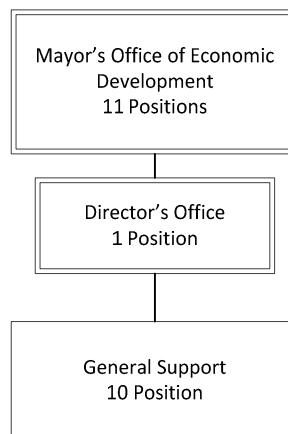 Mayor’s Office of Economic
Development
11 Positions
Director’s Office
1 Position
General Support
10 Position